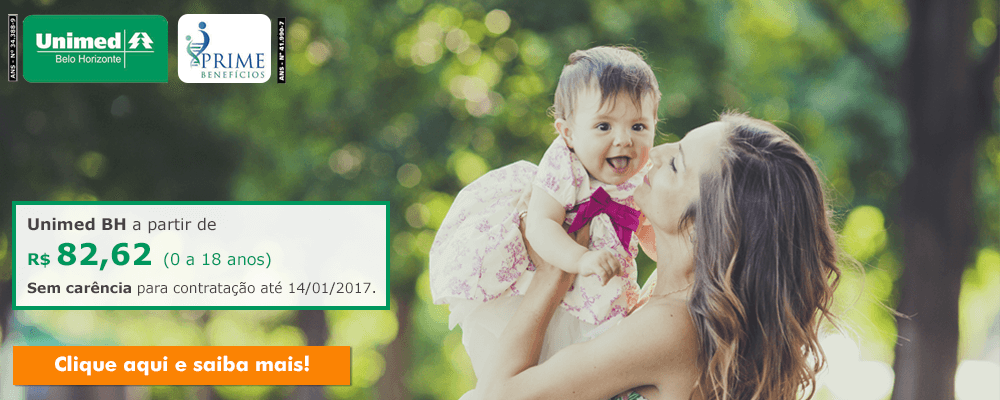 ANS - Nº 34.388-9
Unimed
Belo Horizonte
PRIME
BENEFÍCIOS
ANS - Nº 41.990-7
Unimed BH a partir de
R$ 82,62 (0 a 18 anos)
Sem carência para contratação até 14/01/2017.
Clique aqui e saiba mais!